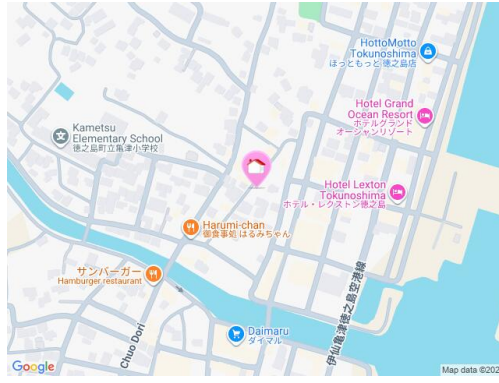 HottoMotto
Tokunoshima
ほっともっと 徳之島店
Hotel Grand
Ocean Resort
ホテルグランド
オーシャンリゾート
Kametsu
Elementary School
徳之島町立亀津小学校
Hotel Lexton
Tokunoshima
ホテル・レクストン徳之島
Harumi-chan
御食事処 はるみちゃん
サンバーガー
Hamburger restaurant
Chuo Dori
伊仙亀津徳之島空港線
Daimaru
ダイマル
Google
Map data ©202